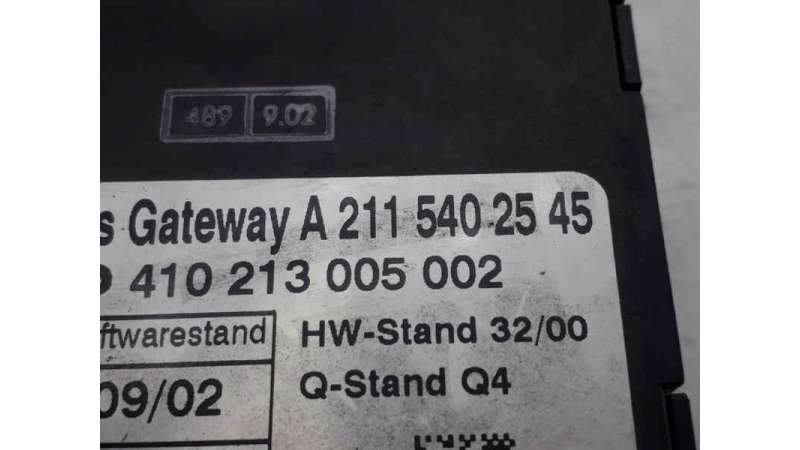 489 9.02
s Gateway A 211 540 25 45
9 410 213 005 002
ftwarestand
HW-Stand 32/00
09/02
Q-Stand Q4